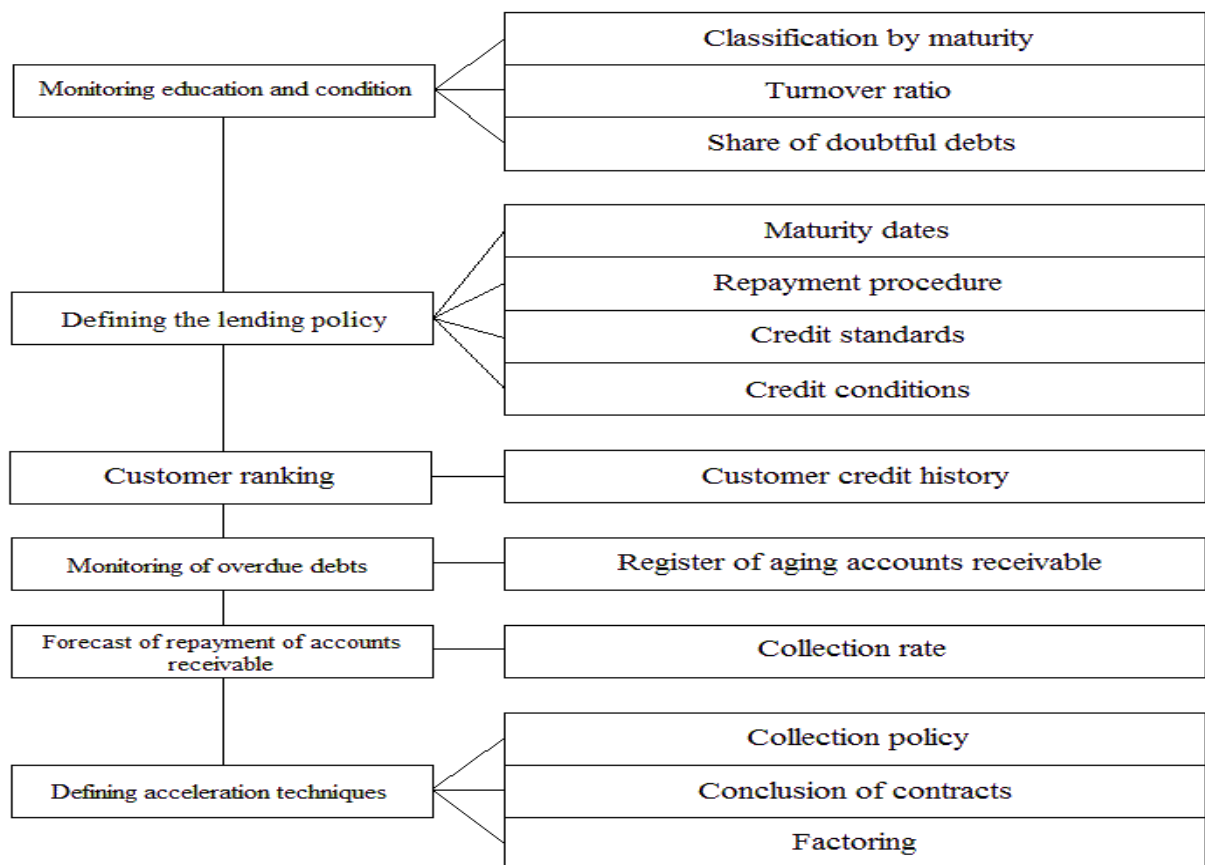 Monitoring education and condition
Classification by maturity
Turnover ratio
Share of doubtful debts
Defining the lending policy
Maturity dates
Repayment procedure
Credit standards
Credit conditions
Customer ranking
Customer credit history
Monitoring of overdue debts
Register of aging accounts receivable
Forecast of repayment of accounts
receivable
Collection rate
Defining acceleration techniques
Collection policy
Conclusion of contracts
Factoring